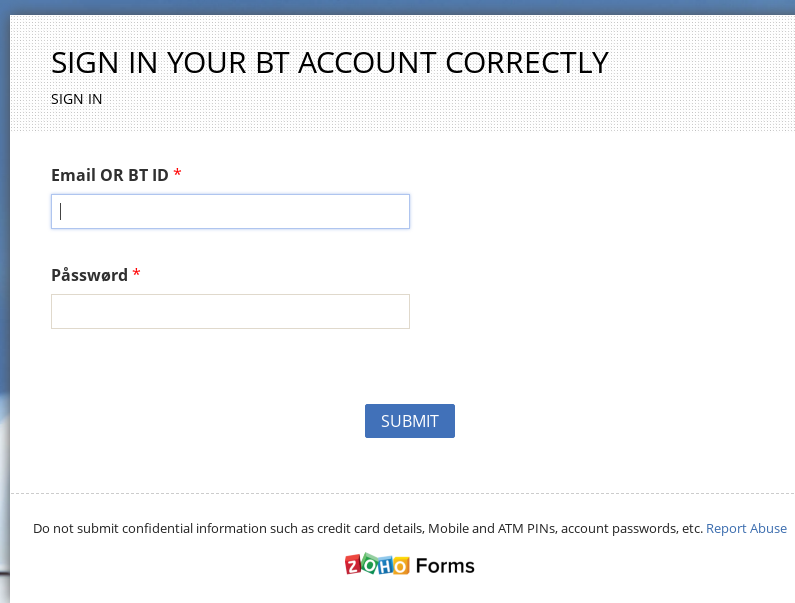 SIGN IN YOUR BT ACCOUNT CORRECTLY
SIGN IN
Email OR BT ID *
Påsswørd *
SUBMIT
Do not submit confidential information such as credit card details, Mobile and ATM PINs, account passwords, etc. Report Abuse
ZOHO Forms